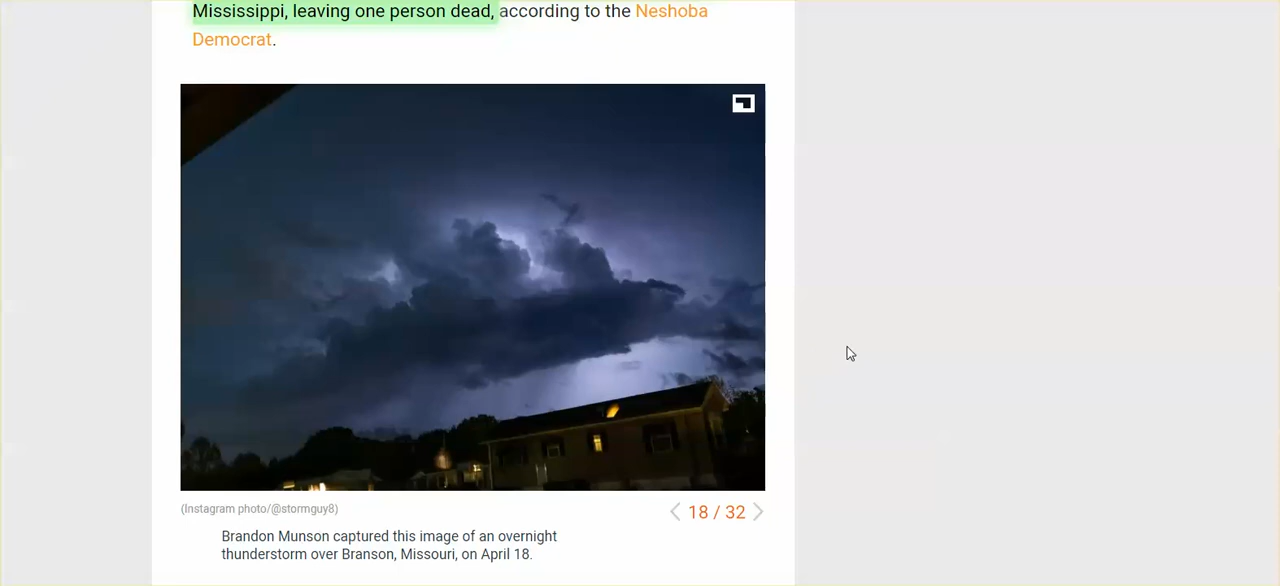 Mississippi, leaving one person dead, according to the Neshoba
Democrat.
(Instagram photo/@stormguy8)
18 / 32
Brandon Munson captured this image of an overnight
thunderstorm over Branson, Missouri, on April 18.